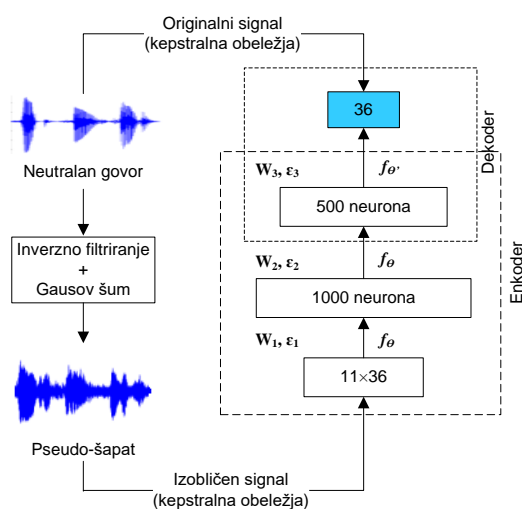 Originalni signal
(kepstralna obeležja)
36
Dekoder
W₃, ε₃
f_θ'
Neutralan govor
500 neurona
Inverzno filtriranje
+
Gausov šum
W₂, ε₂
f_θ
Enkoder
1000 neurona
W₁, ε₁
f_θ
11×36
Pseudo-šapat
Izobličen signal
(kepstralna obeležja)